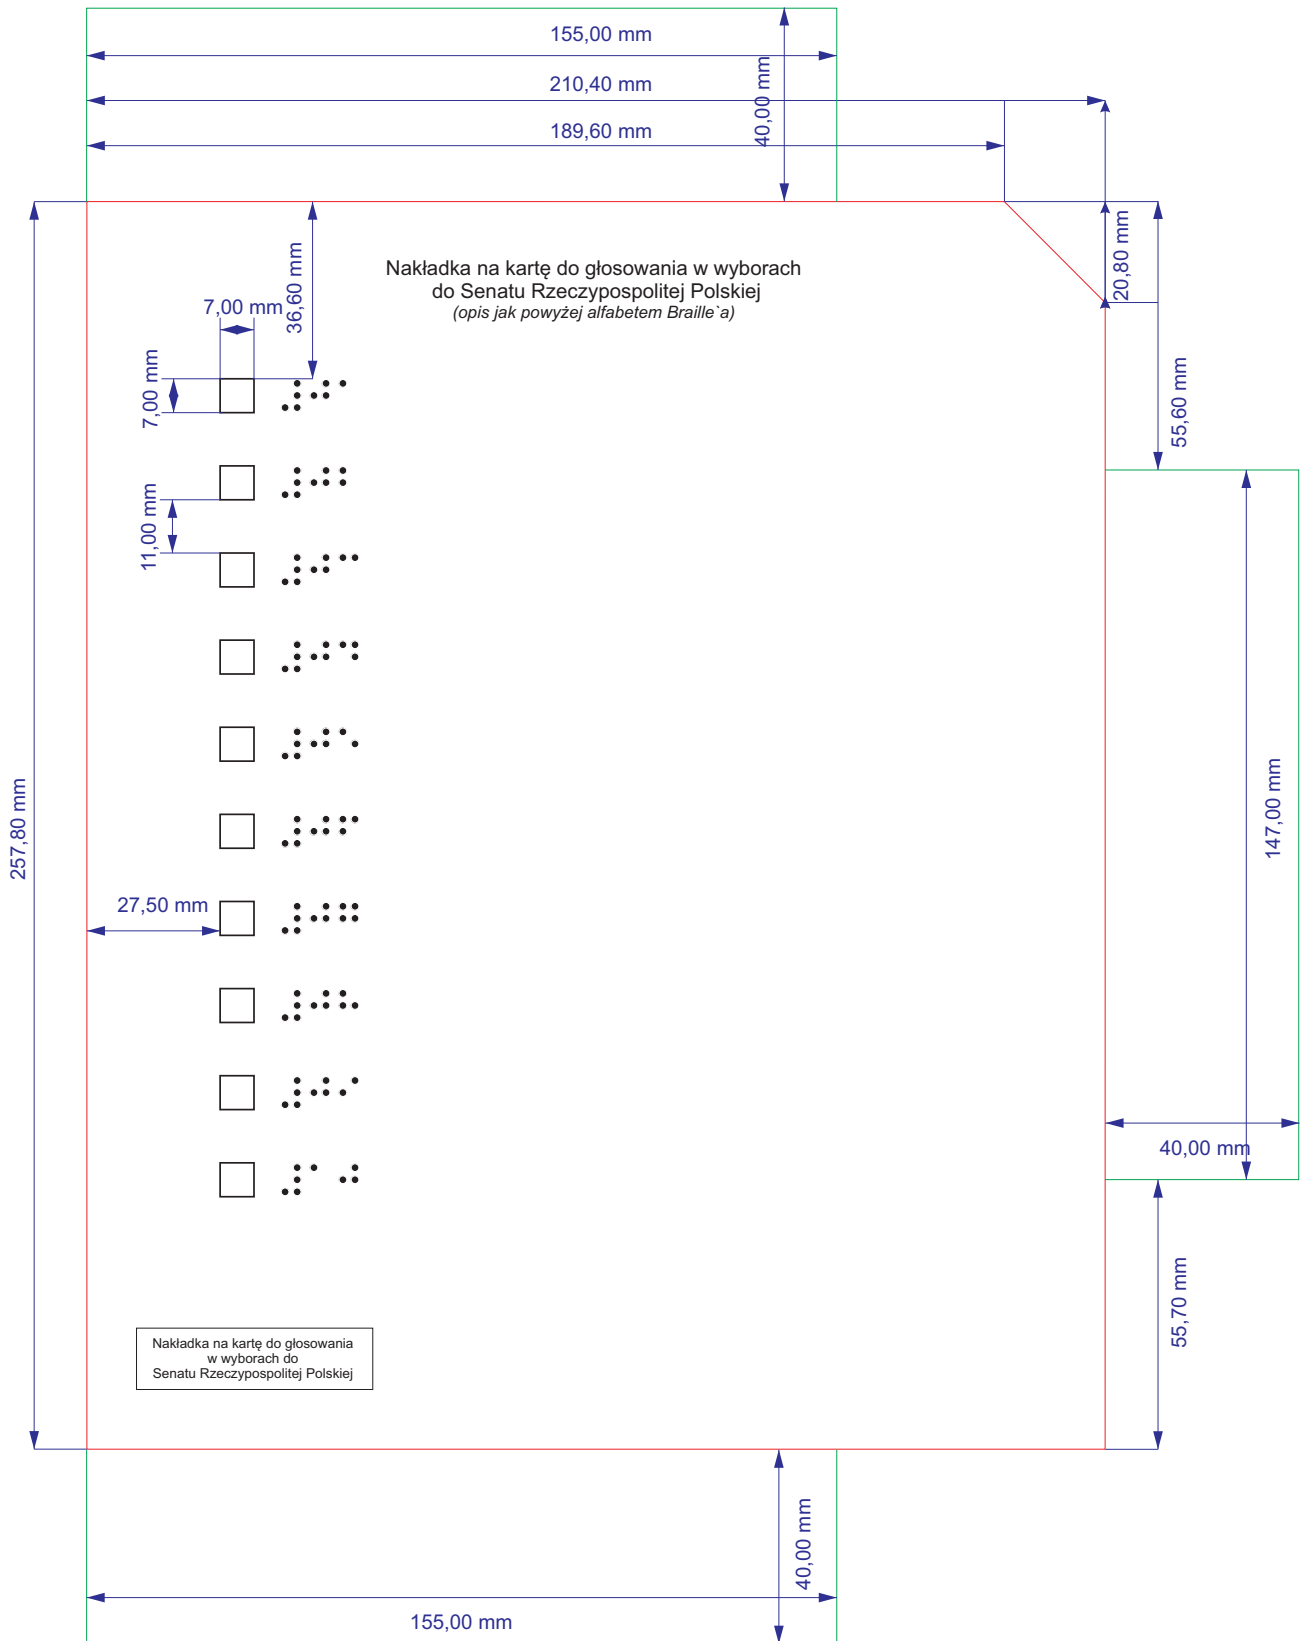 155,00 mm
210,40 mm
189,60 mm
40,00 mm
36,60 mm
Nakładka na kartę do głosowania w wyborach
do Senatu Rzeczypospolitej Polskiej
(opis jak powyżej alfabetem Braille`a)
20,80 mm
7,00 mm
7,00 mm
55,60 mm
⠼⠚⠃
11,00 mm
257,80 mm
147,00 mm
27,50 mm
40,00 mm
55,70 mm
Nakładka na kartę do głosowania
w wyborach do
Senatu Rzeczypospolitej Polskiej
40,00 mm
155,00 mm